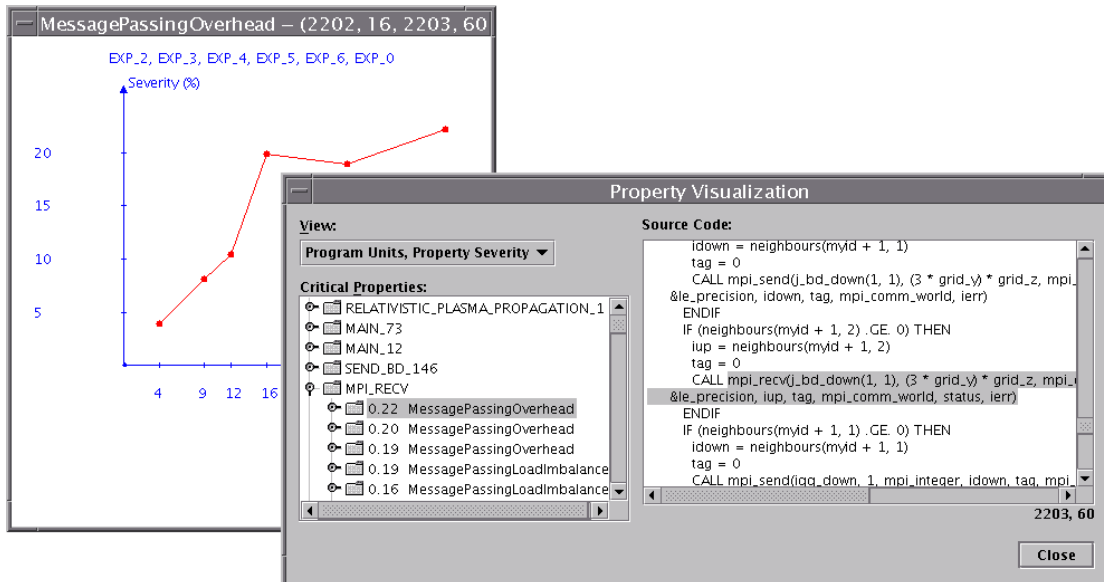 MessagePassingOverhead – (2202, 16, 2203, 60
EXP_2, EXP_3, EXP_4, EXP_5, EXP_6, EXP_0
Severity (%)
20
15
10
5
4 9 12 16
Property Visualization
View:
Program Units, Property Severity
Critical Properties:
RELATIVISTIC_PLASMA_PROPAGATION_1
MAIN_73
MAIN_12
SEND_BD_146
MPI_RECV
0.22 MessagePassingOverhead
0.20 MessagePassingOverhead
0.19 MessagePassingOverhead
0.19 MessagePassingLoadImbalance
0.16 MessagePassingLoadImbalance
Source Code:
idown = neighbours(myid + 1, 1)
tag = 0
CALL mpi_send(j_bd_down(1, 1), (3 * grid_y) * grid_z, mpi_
&le_precision, idown, tag, mpi_comm_world, ierr)
ENDIF
IF (neighbours(myid + 1, 2) .GE. 0) THEN
iup = neighbours(myid + 1, 2)
tag = 0
CALL mpi_recv(j_bd_down(1, 1), (3 * grid_y) * grid_z, mpi_
&le_precision, iup, tag, mpi_comm_world, status, ierr)
ENDIF
IF (neighbours(myid + 1, 1) .GE. 0) THEN
idown = neighbours(myid + 1, 1)
tag = 0
CALL mpi_send(iqq_down, 1, mpi_integer, idown, tag, mpi_
2203, 60
Close